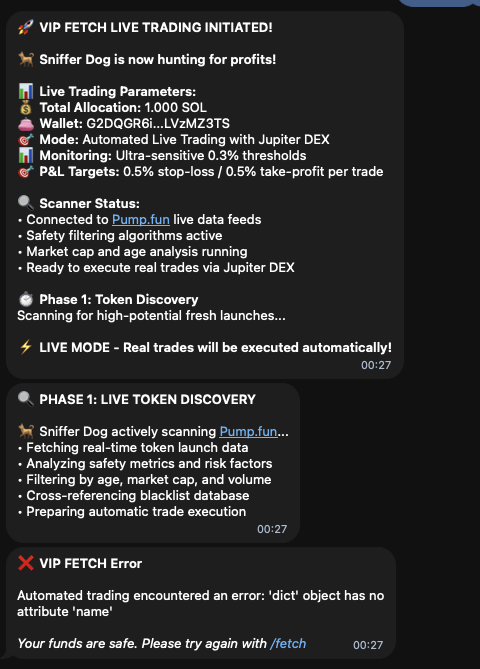 🚀 VIP FETCH LIVE TRADING INITIATED!
🐕‍🦺 Sniffer Dog is now hunting for profits!
📊 Live Trading Parameters:
💰 Total Allocation: 1.000 SOL
👛 Wallet: G2DQGR6i...LVzMZ3TS
🎯 Mode: Automated Live Trading with Jupiter DEX
📊 Monitoring: Ultra-sensitive 0.3% thresholds
🎯 P&L Targets: 0.5% stop-loss / 0.5% take-profit per trade
🔍 Scanner Status:
• Connected to Pump.fun live data feeds
• Safety filtering algorithms active
• Market cap and age analysis running
• Ready to execute real trades via Jupiter DEX
⏱️ Phase 1: Token Discovery
Scanning for high-potential fresh launches...
⚡ LIVE MODE - Real trades will be executed automatically!
00:27
🔍 PHASE 1: LIVE TOKEN DISCOVERY
🐕‍🦺 Sniffer Dog actively scanning Pump.fun...
• Fetching real-time token launch data
• Analyzing safety metrics and risk factors
• Filtering by age, market cap, and volume
• Cross-referencing blacklist database
• Preparing automatic trade execution
00:27
❌ VIP FETCH Error
Automated trading encountered an error: 'dict' object has no
attribute 'name'
Your funds are safe. Please try again with /fetch
00:27